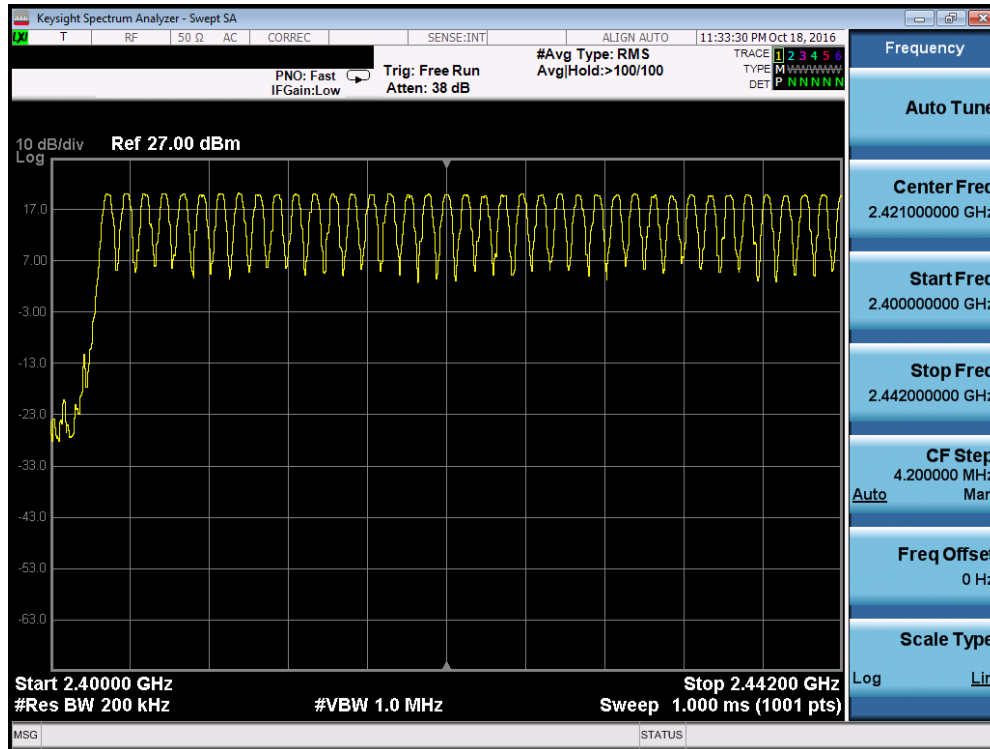 Keysight Spectrum Analyzer - Swept SA
LXI T RF 50 Ω AC CORREC SENSE:INT ALIGN AUTO 11:33:30 PM Oct 18, 2016
PNO: Fast
IFGain:Low
Trig: Free Run
Atten: 38 dB
#Avg Type: RMS
Avg|Hold:>100/100
TRACE 1 2 3 4 5 6
TYPE M W W W W W
DET P N N N N N
10 dB/div Ref 27.00 dBm
Log
17.0
7.00
-3.00
-13.0
-23.0
-33.0
-43.0
-53.0
-63.0
Start 2.40000 GHz Stop 2.44200 GHz
#Res BW 200 kHz #VBW 1.0 MHz Sweep 1.000 ms (1001 pts)
MSG STATUS
Frequency
Auto Tune
Center Freq
2.421000000 GHz
Start Freq
2.400000000 GHz
Stop Freq
2.442000000 GHz
CF Step
4.200000 MHz
Auto Man
Freq Offset
0 Hz
Scale Type
Log Lin